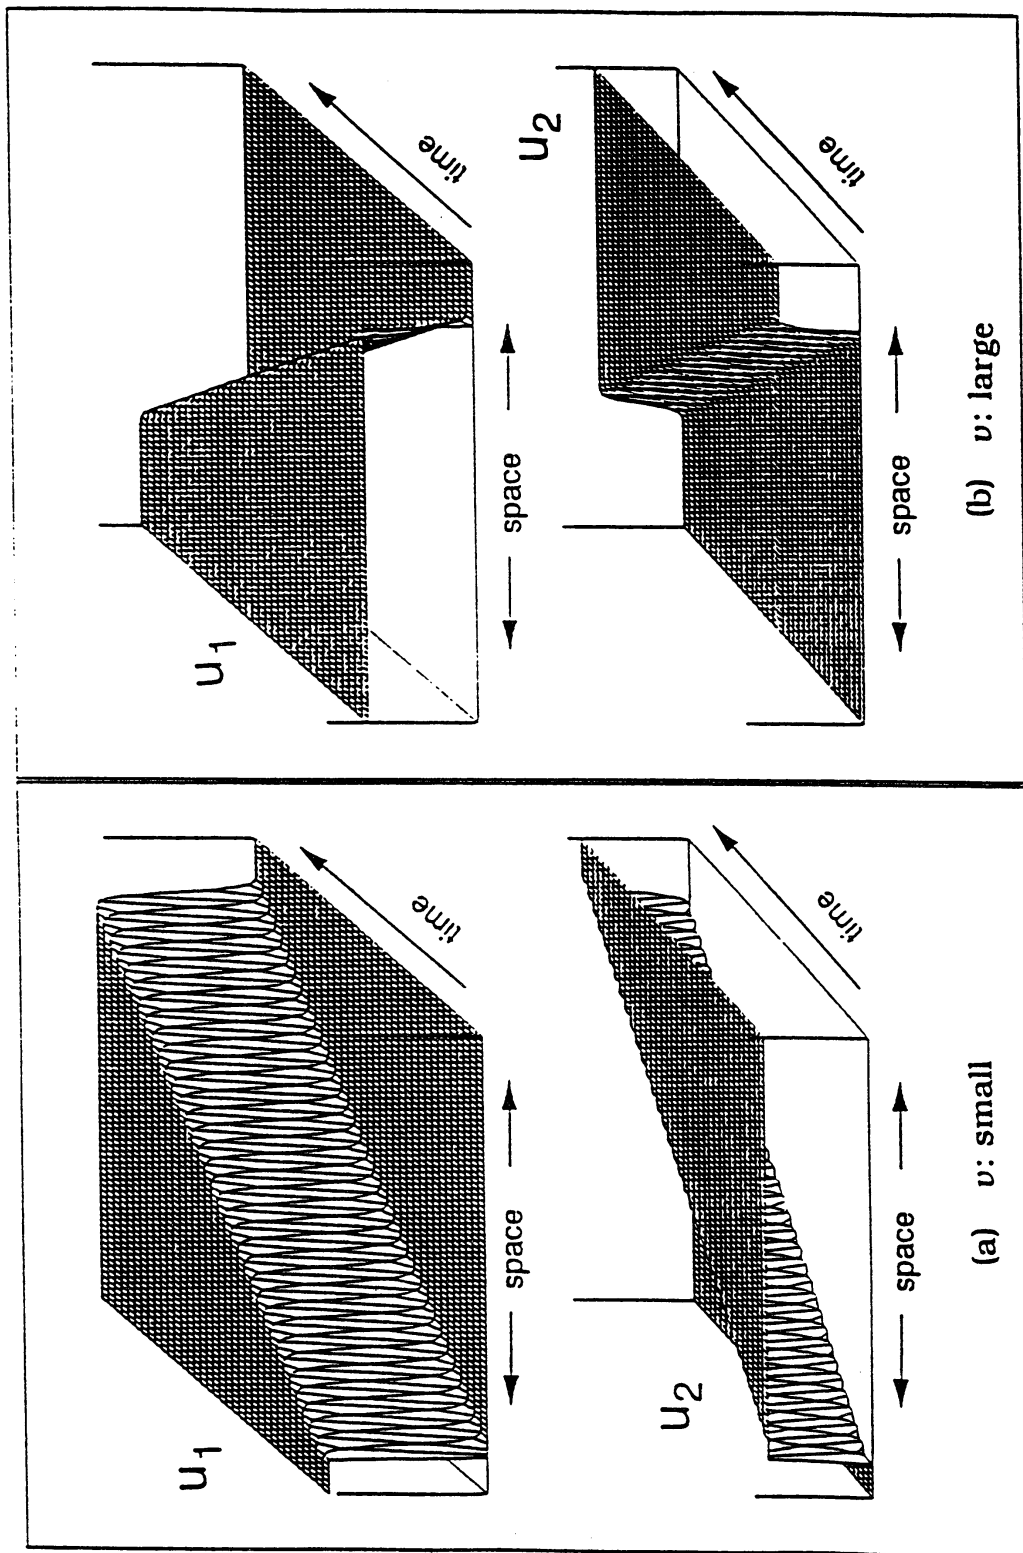 u₁
time
space
u₂
time
space
(a) υ: small
u₁
time
space
u₂
time
space
(b) υ: large